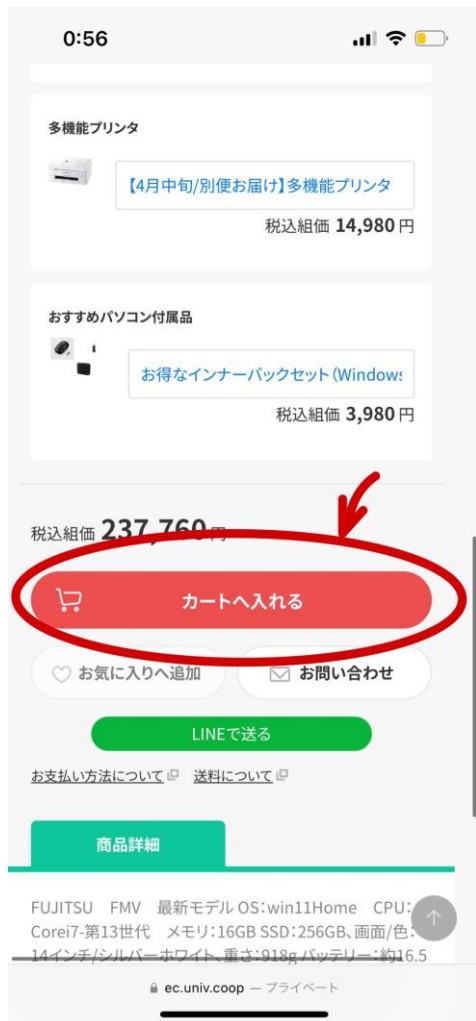 0:56
多機能プリンタ
【4月中旬/別便お届け】多機能プリンタ
税込組価 14,980 円
おすすめパソコン付属品
お得なインナーバックセット(Windows
税込組価 3,980 円
税込組価 237,760 円
カートへ入れる
お気に入りへ追加
お問い合わせ
LINEで送る
お支払い方法について 送料について
商品詳細
FUJITSU FMV 最新モデル OS:win11Home CPU:
Corei7-第13世代 メモリ:16GB SSD:256GB、画面/色:
14インチ/シルバーホワイト、重さ:918g バッテリー:約16.5
ec.univ.coop — プライベート